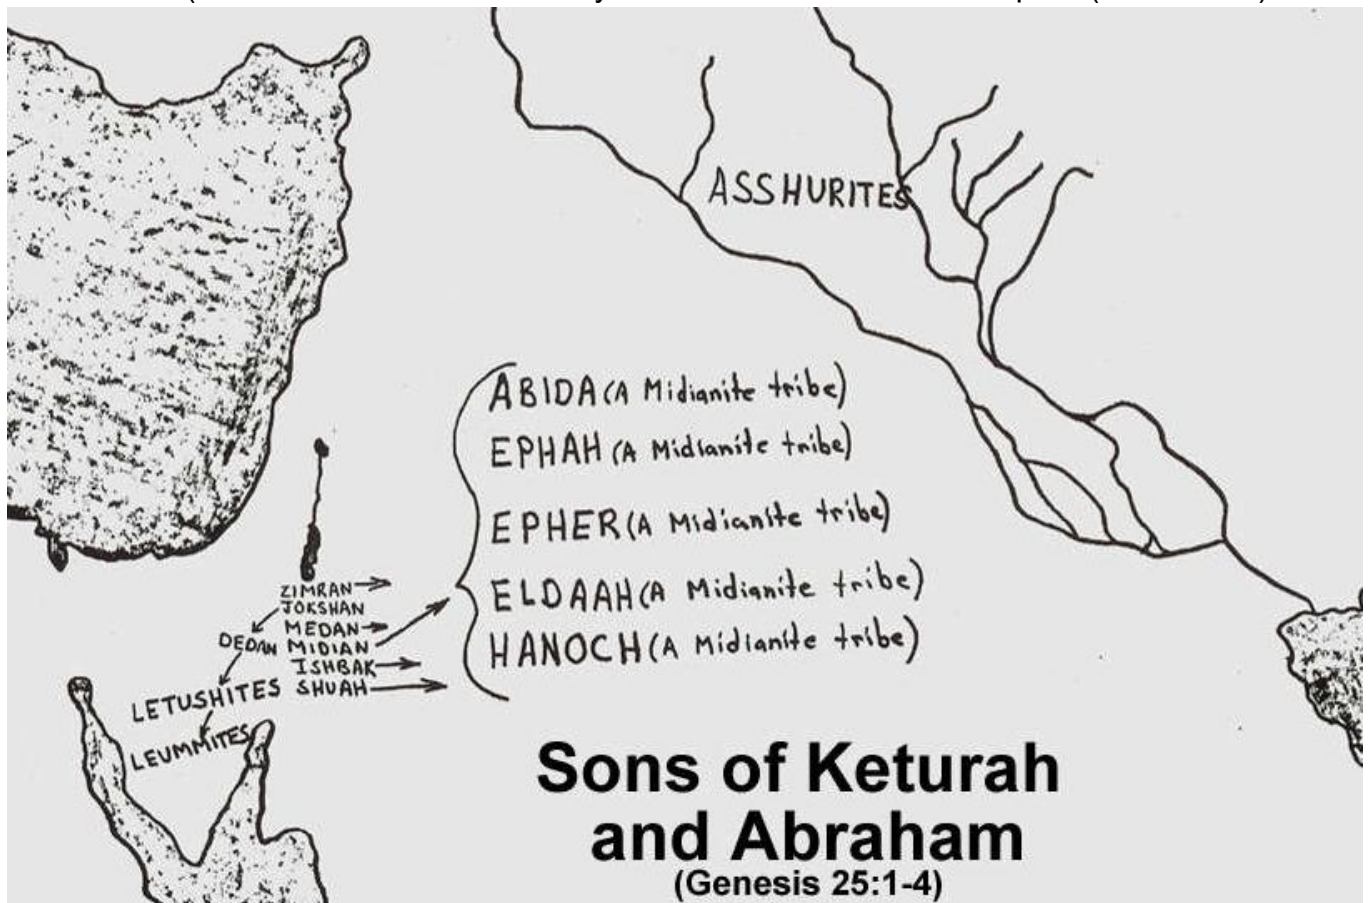 ASSHURITES
ABIDA (A Midianite tribe)
EPHAH (A Midianite tribe)
EPHER (A Midianite tribe)
ELDAAH (A Midianite tribe)
HANOCH (A Midianite tribe)
ZIMRAN
JOKSHAN
MEDAN
DEDAN MIDIAN
ISHBAK
LETUSHITES SHUAH
LEUMMITES
Sons of Keturah
and Abraham
(Genesis 25:1-4)